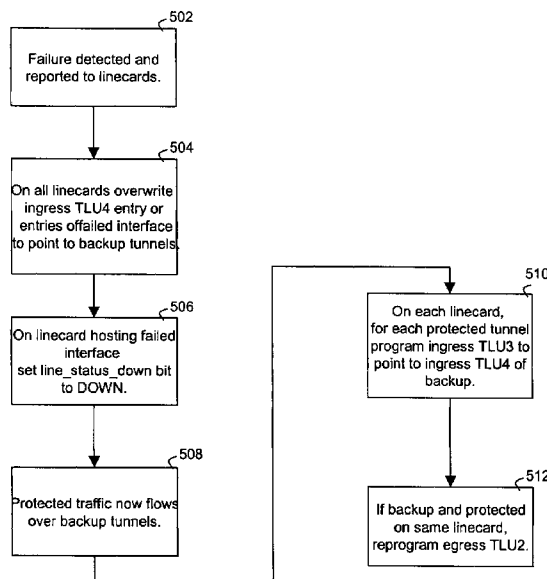 502
Failure detected and
reported to linecards.
504
On all linecards overwrite
ingress TLU4 entry or
entries offailed interface
to point to backup tunnels.
506
On linecard hosting failed
interface
set line_status_down bit
to DOWN.
508
Protected traffic now flows
over backup tunnels.
510
On each linecard,
for each protected tunnel
program ingress TLU3 to
point to ingress TLU4 of
backup.
512
If backup and protected
on same linecard,
reprogram egress TLU2.